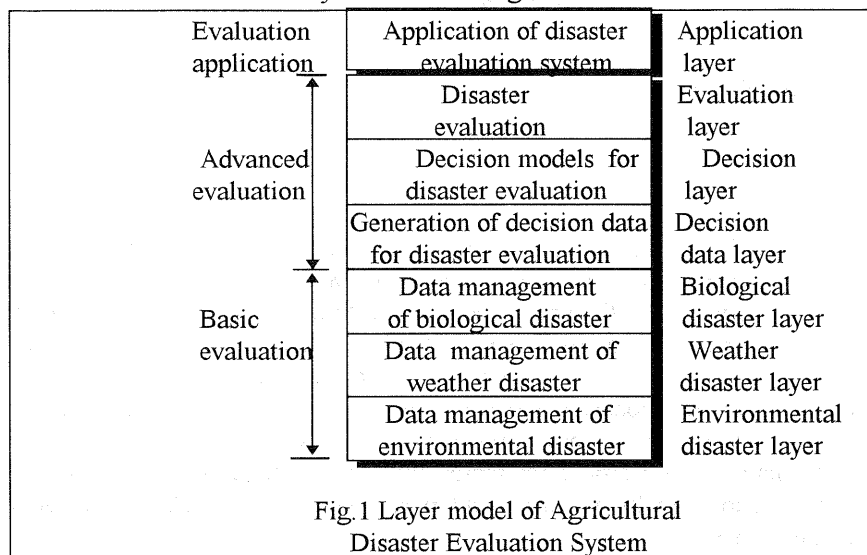 Evaluation Application of disaster Application
application evaluation system layer
Disaster Evaluation
evaluation layer
Advanced Decision models for Decision
evaluation disaster evaluation layer
Generation of decision data Decision
for disaster evaluation data layer
Data management Biological
Basic of biological disaster disaster layer
evaluation Data management of Weather
weather disaster disaster layer
Data management of Environmental
environmental disaster disaster layer
Fig.1 Layer model of Agricultural
Disaster Evaluation System